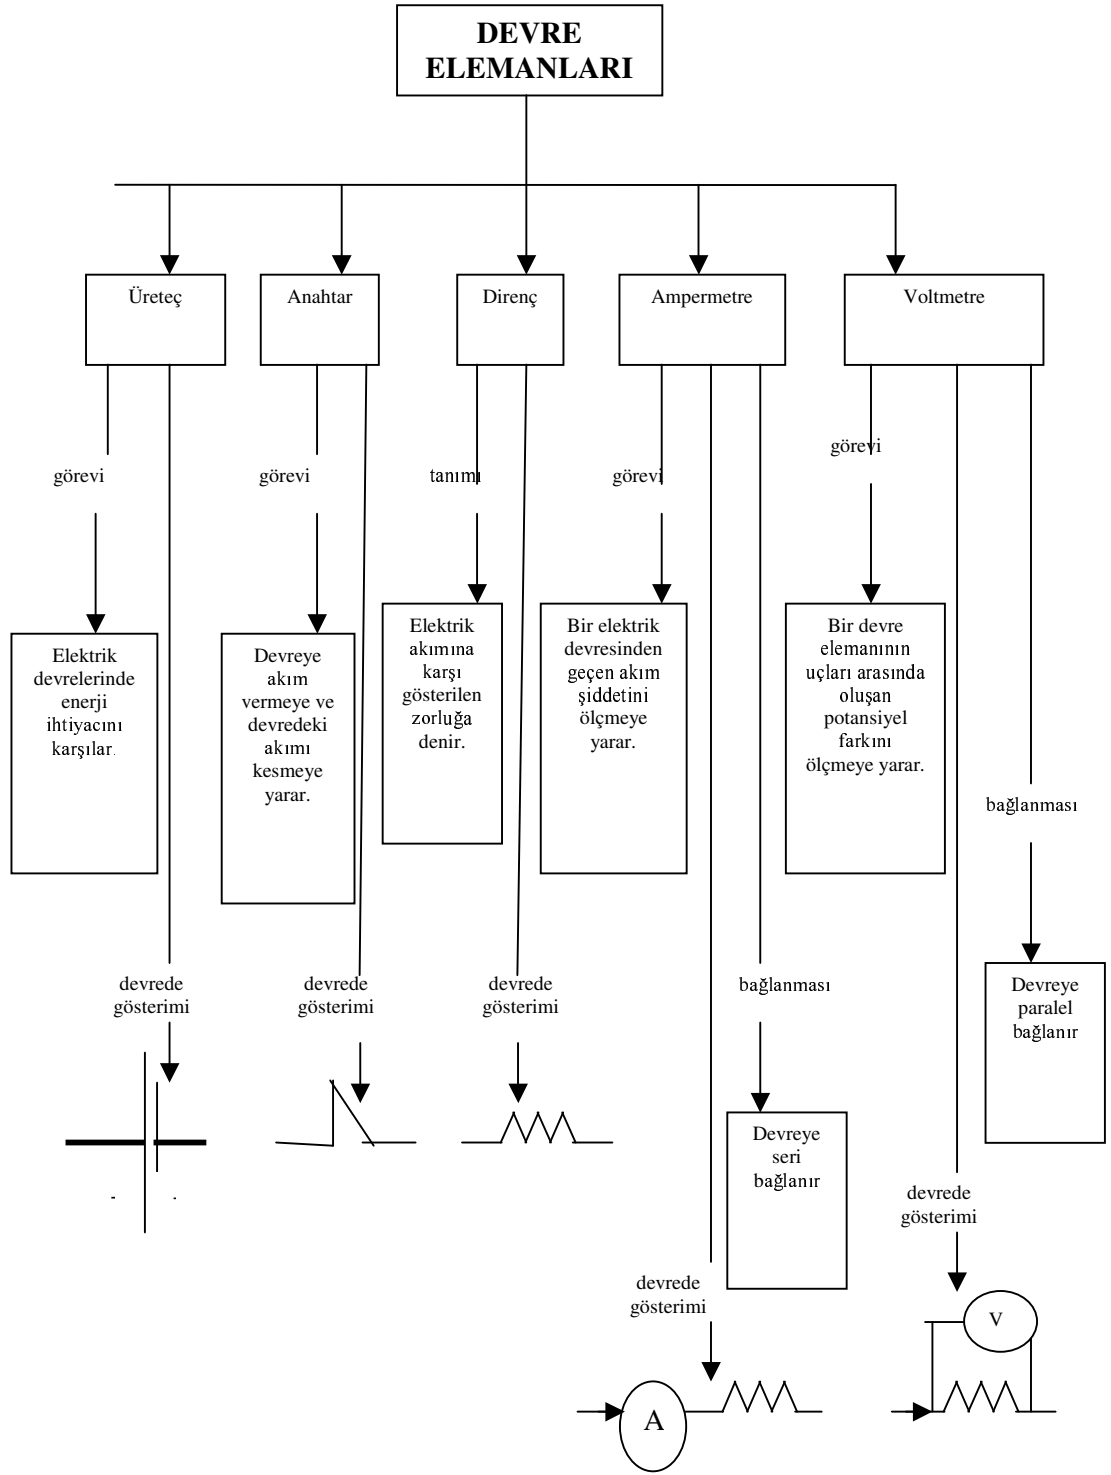 DEVRE
ELEMANLARI
Üreteç
Anahtar
Direnç
Ampermetre
Voltmetre
görevi
görevi
tanımı
görevi
görevi
Elektrik
devrelerinde
enerji
ihtiyacını
karşılar.
Devreye
akım
vermeye ve
devredeki
akımı
kesmeye
yarar.
Elektrik
akımına
karşı
gösterilen
zorluğa
denir.
Bir elektrik
devresinden
geçen akım
şiddetini
ölçmeye
yarar.
Bir devre
elemanının
uçları arasında
oluşan
potansiyel
farkını
ölçmeye yarar.
bağlanması
devrede
gösterimi
devrede
gösterimi
devrede
gösterimi
bağlanması
Devreye
paralel
bağlanır
Devreye
seri
bağlanır
devrede
gösterimi
devrede
gösterimi
V
A